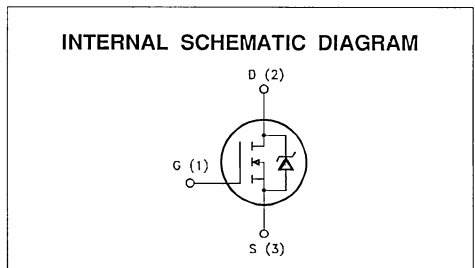 INTERNAL SCHEMATIC DIAGRAM
D (2)
G (1)
S (3)